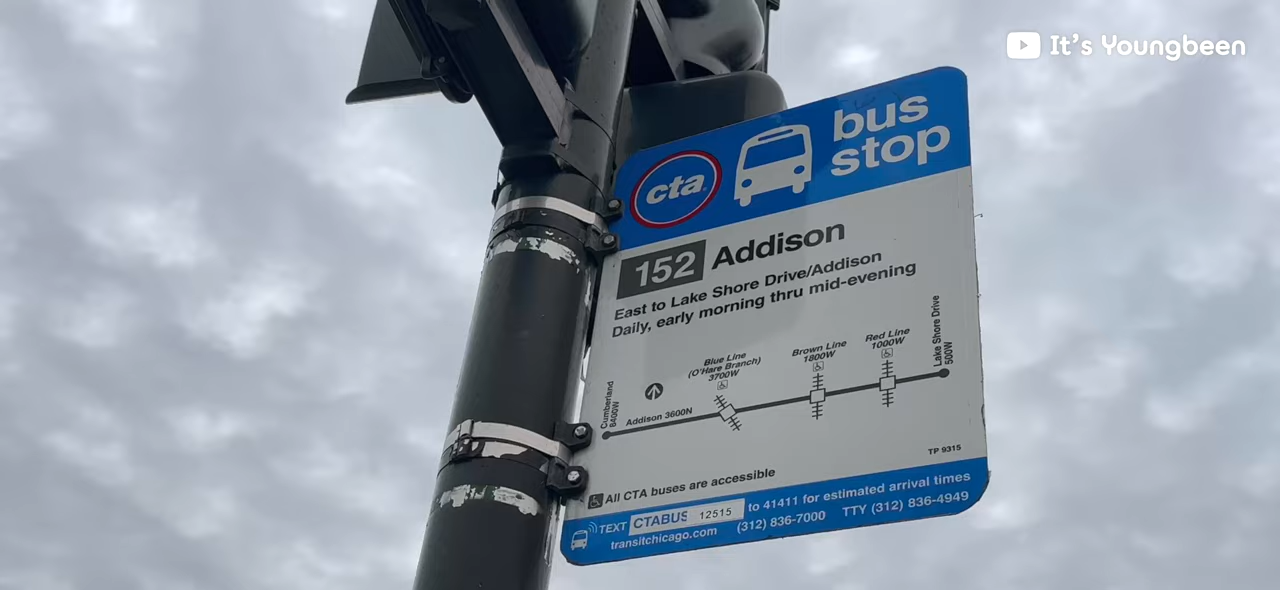 It's Youngbeen
cta
bus
stop
152 Addison
East to Lake Shore Drive/Addison
Daily, early morning thru mid-evening
Cumberland
8400W
Addison 3600N
Blue Line
(O'Hare Branch)
3700W
Brown Line
1800W
Red Line
1000W
Lake Shore Drive
500W
TP 9315
All CTA buses are accessible
TEXT CTABUS 12515 to 41411 for estimated arrival times
transitchicago.com (312) 836-7000 TTY (312) 836-4949